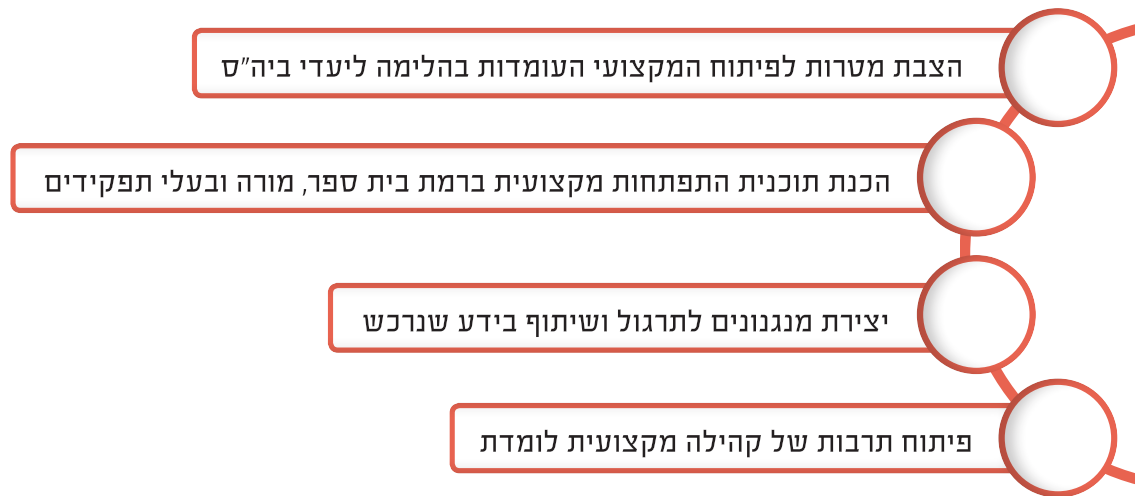 הצבת מטרות לפיתוח המקצועי העומדות בהלימה ליעדי ביה"ס
הכנת תוכנית התפתחות מקצועית ברמת בית ספר, מורה ובעלי תפקידים
יצירת מנגנונים לתרגול ושיתוף בידע שנרכש
פיתוח תרבות של קהילה מקצועית לומדת